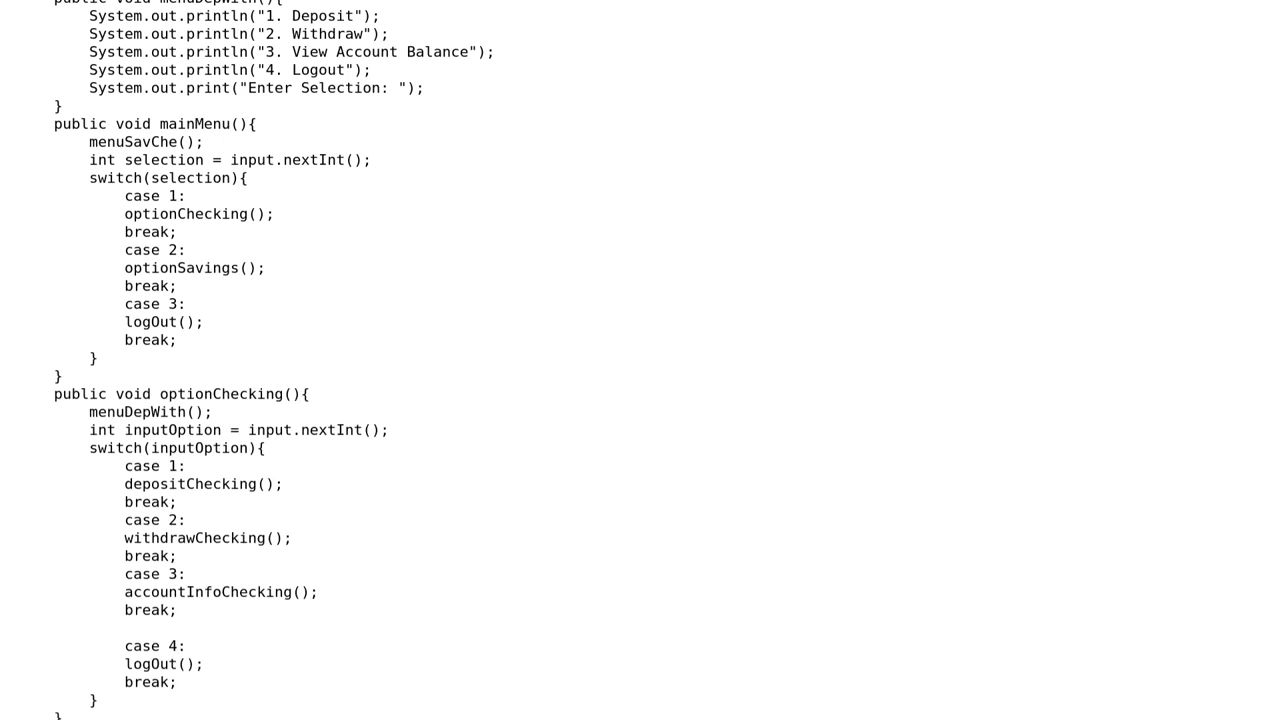 public void menuDepWith(){
System.out.println("1. Deposit");
System.out.println("2. Withdraw");
System.out.println("3. View Account Balance");
System.out.println("4. Logout");
System.out.print("Enter Selection: ");
}
public void mainMenu(){
menuSavChe();
int selection = input.nextInt();
switch(selection){
case 1:
optionChecking();
break;
case 2:
optionSavings();
break;
case 3:
logOut();
break;
}
}
public void optionChecking(){
menuDepWith();
int inputOption = input.nextInt();
switch(inputOption){
case 1:
depositChecking();
break;
case 2:
withdrawChecking();
break;
case 3:
accountInfoChecking();
break;
case 4:
logOut();
break;
}
}